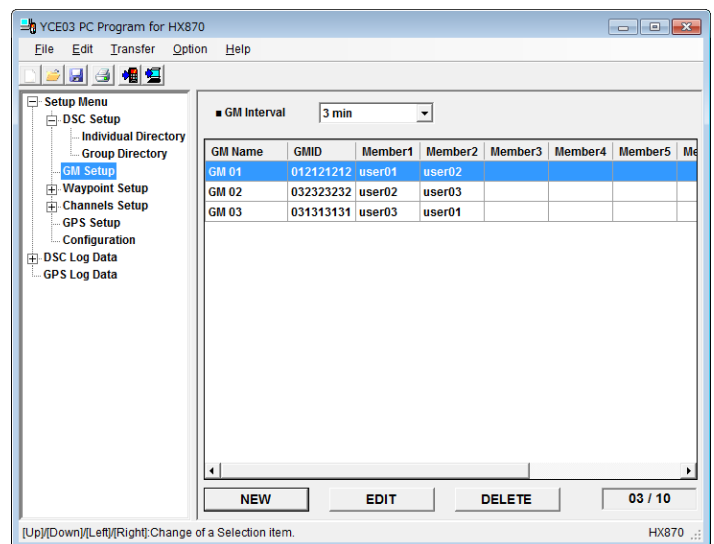 YCE03 PC Program for HX870
File Edit Transfer Option Help
Setup Menu
DSC Setup
Individual Directory
Group Directory
GM Setup
Waypoint Setup
Channels Setup
GPS Setup
Configuration
DSC Log Data
GPS Log Data
■ GM Interval 3 min
GM Name GMID Member1 Member2 Member3 Member4 Member5 Me
GM 01 012121212 user01 user02
GM 02 032323232 user02 user03
GM 03 031313131 user03 user01
NEW EDIT DELETE 03 / 10
[Up]/[Down]/[Left]/[Right]:Change of a Selection item. HX870